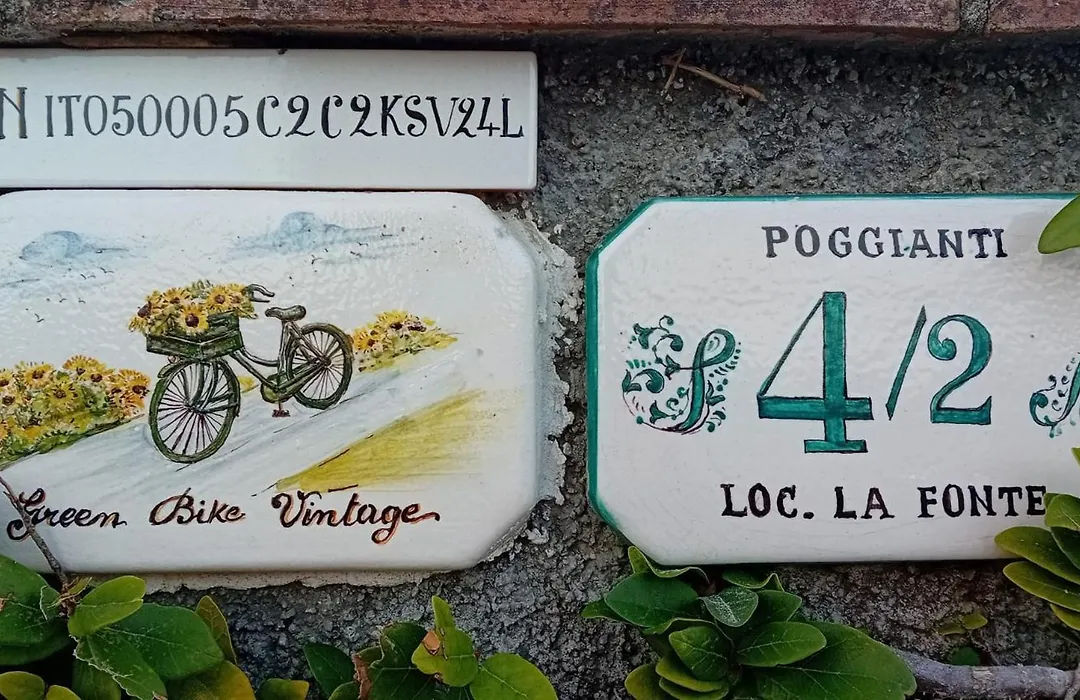 N IT050005C2C2KSV24L
Green Bike Vintage
POGGIANTI
4/2
LOC. LA FONTE